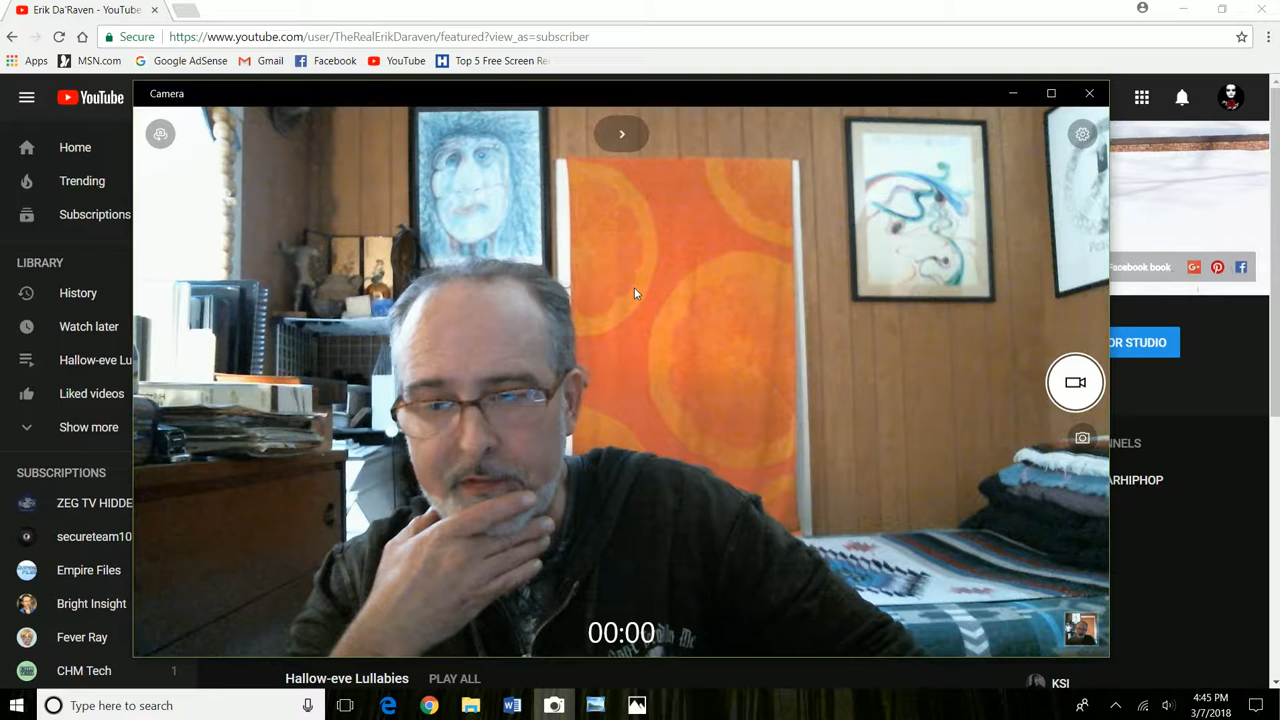 Erik Da'Raven - YouTube
Secure https://www.youtube.com/user/TheRealErikDaraven/featured?view_as=subscriber
Apps MSN.com Google AdSense Gmail Facebook YouTube Top 5 Free Screen Re
YouTube
Camera
Home
Trending
Subscriptions
LIBRARY
History
Watch later
Hallow-eve Lu
Liked videos
Show more
SUBSCRIPTIONS
ZEG TV HIDDE
secureteam10
Empire Files
Bright Insight
Fever Ray
CHM Tech 1
Facebook book
OR STUDIO
NNELS
ARHIPHOP
00:00
Hallow-eve Lullabies PLAY ALL
KSI
Type here to search
4:45 PM
3/7/2018